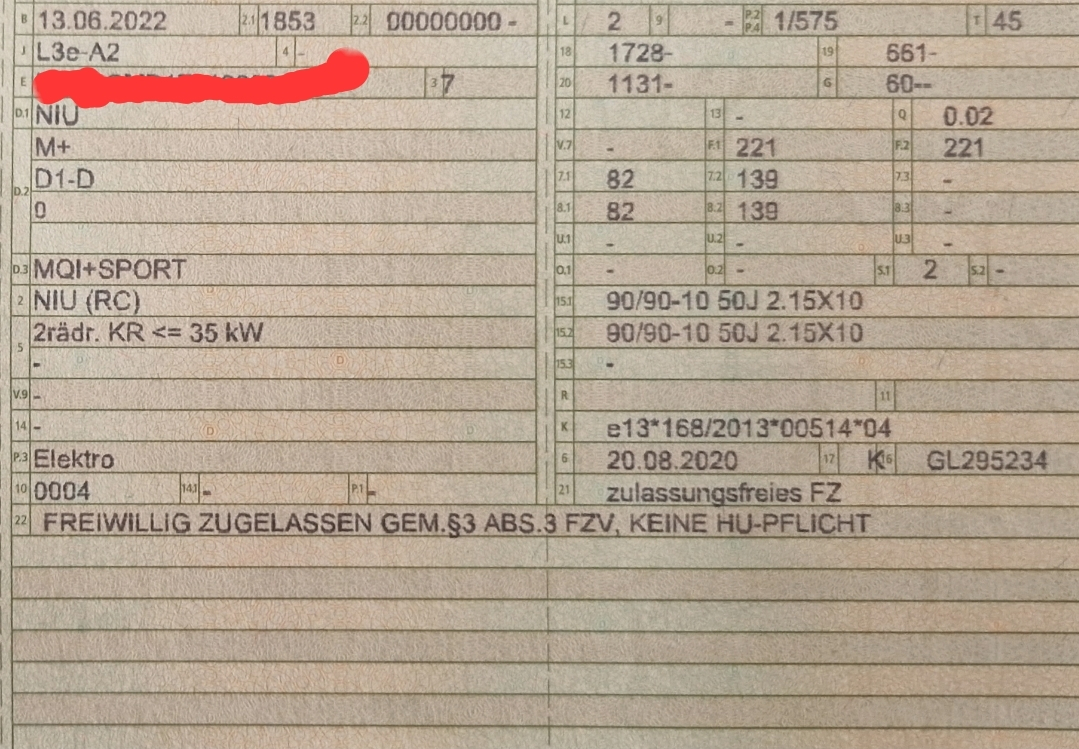 B 13.06.2022 2.1 1853 2.2 00000000 -
J L3e-A2 4 -
E 3 7
D.1 NIU
D.2 M+
D1-D
0
D.3 MQI+SPORT
2 NIU (RC)
5 2rädr. KR <= 35 kW
-
V.9 -
14 -
P.3 Elektro
10 0004 14.1 - P.1 -
L 2 9 - P.2 P.4 1/575 T 45
18 1728- 19 661-
20 1131- G 60--
12 13 - Q 0.02
V.7 - F.1 221 F.2 221
7.1 82 7.2 139 7.3 -
8.1 82 8.2 139 8.3 -
U.1 - U.2 - U.3 -
O.1 - O.2 - S.1 2 S.2 -
15.1 90/90-10 50J 2.15X10
15.2 90/90-10 50J 2.15X10
15.3 -
R 11
K e13*168/2013*00514*04
6 20.08.2020 17 K 16 GL295234
21 zulassungsfreies FZ
22 FREIWILLIG ZUGELASSEN GEM.§3 ABS.3 FZV, KEINE HU-PFLICHT